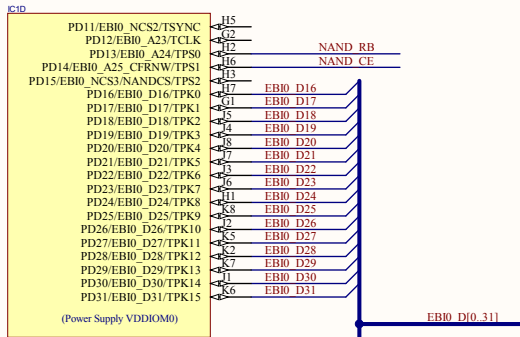 IC1D
PD11/EBI0_NCS2/TSYNC H5
PD12/EBI0_A23/TCLK G2
PD13/EBI0_A24/TPS0 H2 NAND_RB
PD14/EBI0_A25_CFRNW/TPS1 H6 NAND_CE
PD15/EBI0_NCS3/NANDCS/TPS2 H3
PD16/EBI0_D16/TPK0 H7 EBI0_D16
PD17/EBI0_D17/TPK1 G1 EBI0_D17
PD18/EBI0_D18/TPK2 J5 EBI0_D18
PD19/EBI0_D19/TPK3 J4 EBI0_D19
PD20/EBI0_D20/TPK4 J8 EBI0_D20
PD21/EBI0_D21/TPK5 J7 EBI0_D21
PD22/EBI0_D22/TPK6 J3 EBI0_D22
PD23/EBI0_D23/TPK7 J6 EBI0_D23
PD24/EBI0_D24/TPK8 H1 EBI0_D24
PD25/EBI0_D25/TPK9 K8 EBI0_D25
PD26/EBI0_D26/TPK10 J2 EBI0_D26
PD27/EBI0_D27/TPK11 K5 EBI0_D27
PD28/EBI0_D28/TPK12 K2 EBI0_D28
PD29/EBI0_D29/TPK13 K7 EBI0_D29
PD30/EBI0_D30/TPK14 J1 EBI0_D30
PD31/EBI0_D31/TPK15 K6 EBI0_D31
(Power Supply VDDIOM0) EBI0_D[0..31]